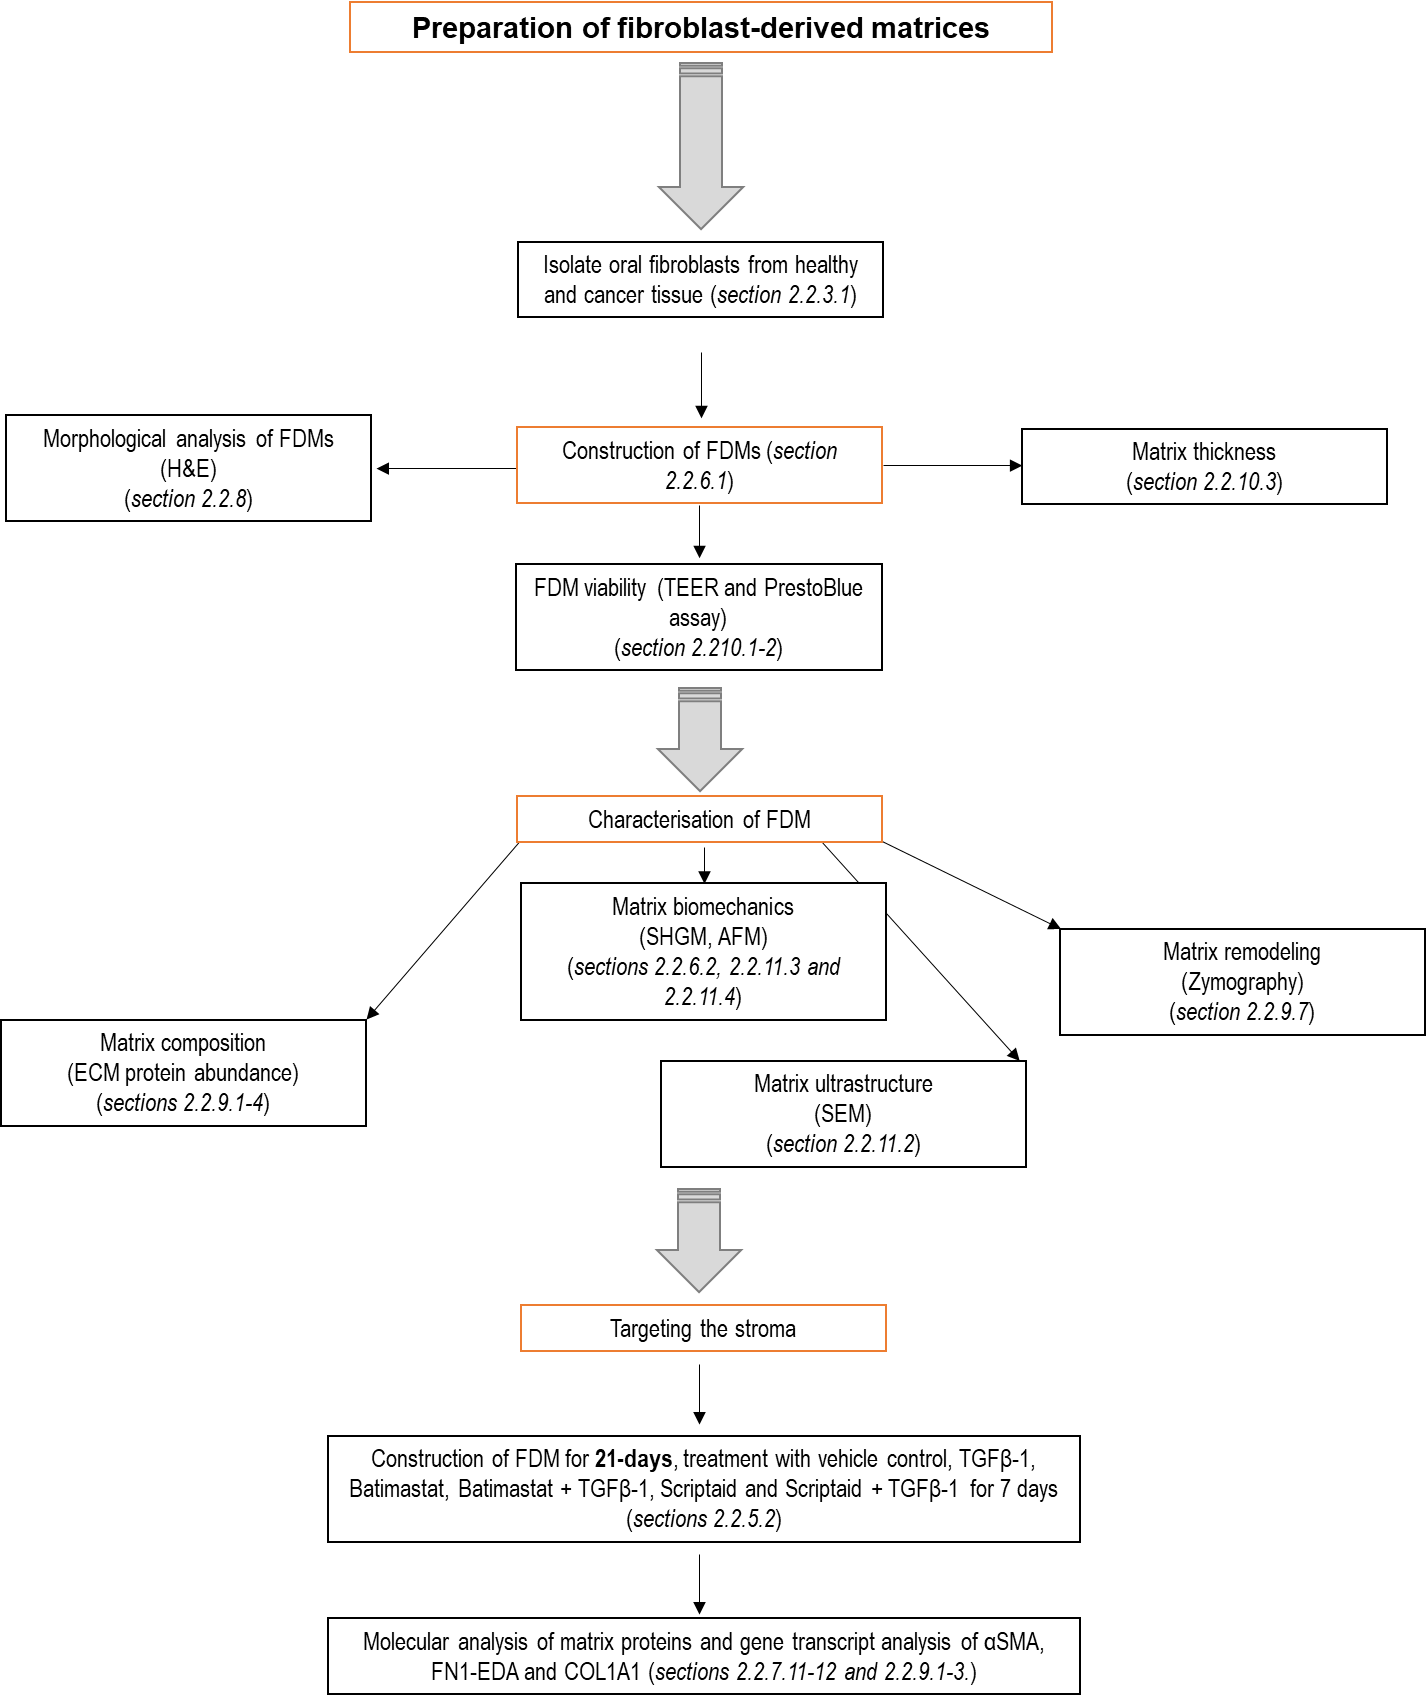 Preparation of fibroblast-derived matrices
Isolate oral fibroblasts from healthy
and cancer tissue (section 2.2.3.1)
Morphological analysis of FDMs
(H&E)
(section 2.2.8)
Construction of FDMs (section
2.2.6.1)
Matrix thickness
(section 2.2.10.3)
FDM viability (TEER and PrestoBlue
assay)
(section 2.210.1-2)
Characterisation of FDM
Matrix biomechanics
(SHGM, AFM)
(sections 2.2.6.2, 2.2.11.3 and
2.2.11.4)
Matrix remodeling
(Zymography)
(section 2.2.9.7)
Matrix composition
(ECM protein abundance)
(sections 2.2.9.1-4)
Matrix ultrastructure
(SEM)
(section 2.2.11.2)
Targeting the stroma
Construction of FDM for 21-days, treatment with vehicle control, TGFβ-1,
Batimastat, Batimastat + TGFβ-1, Scriptaid and Scriptaid + TGFβ-1 for 7 days
(sections 2.2.5.2)
Molecular analysis of matrix proteins and gene transcript analysis of αSMA,
FN1-EDA and COL1A1 (sections 2.2.7.11-12 and 2.2.9.1-3.)